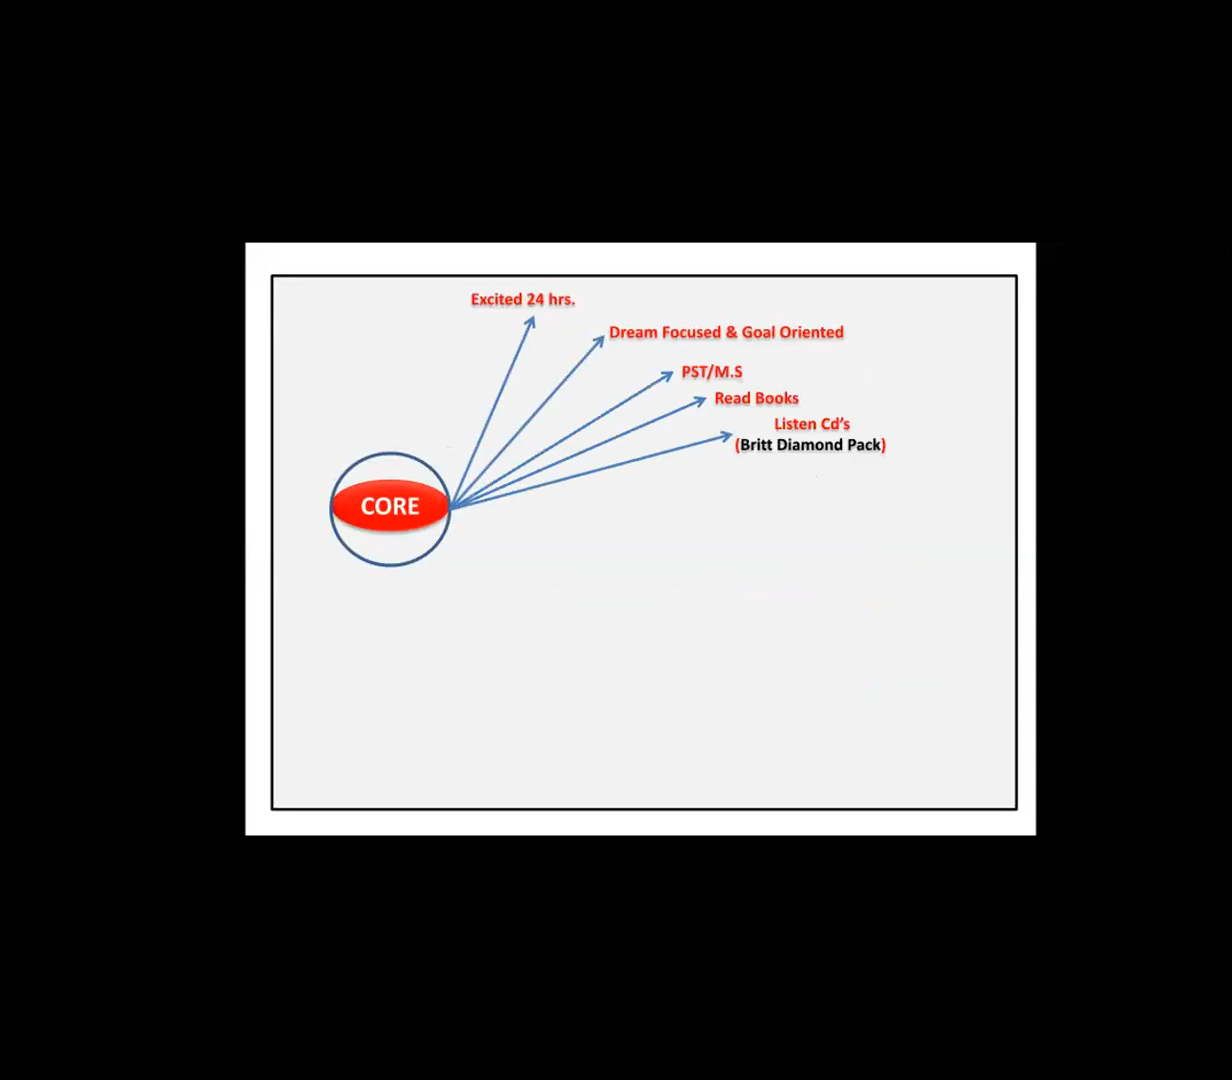 Excited 24 hrs.
Dream Focused & Goal Oriented
PST/M.S
Read Books
Listen Cd's
(Britt Diamond Pack)
CORE